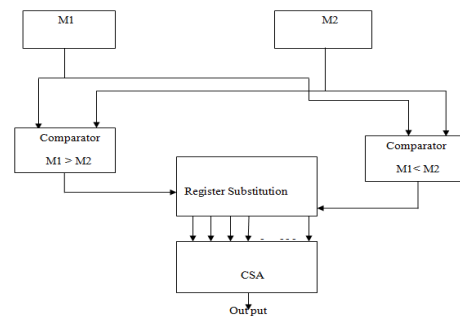 M1
M2
Comparator
M1 > M2
Comparator
M1< M2
Register Substitution
CSA
Output